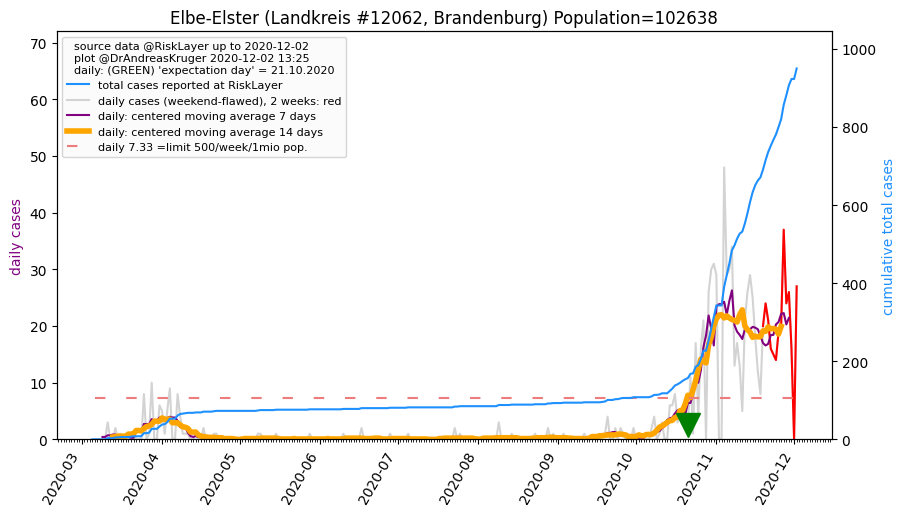 Elbe-Elster (Landkreis #12062, Brandenburg) Population=102638
source data @RiskLayer up to 2020-12-02
plot @DrAndreasKruger 2020-12-02 13:25
daily: (GREEN) 'expectation day' = 21.10.2020
total cases reported at RiskLayer
daily cases (weekend-flawed), 2 weeks: red
daily: centered moving average 7 days
daily: centered moving average 14 days
daily 7.33 =limit 500/week/1mio pop.
daily cases
70
60
50
40
30
20
10
0
cumulative total cases
1000
800
600
400
200
0
2020-03
2020-04
2020-05
2020-06
2020-07
2020-08
2020-09
2020-10
2020-11
2020-12